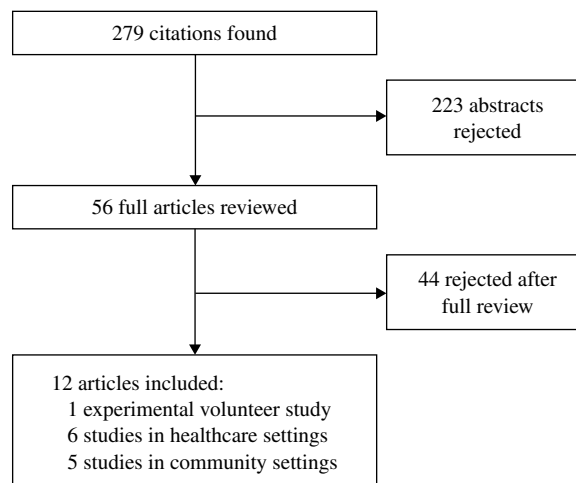 279 citations found
223 abstracts
rejected
56 full articles reviewed
44 rejected after
full review
12 articles included:
1 experimental volunteer study
6 studies in healthcare settings
5 studies in community settings